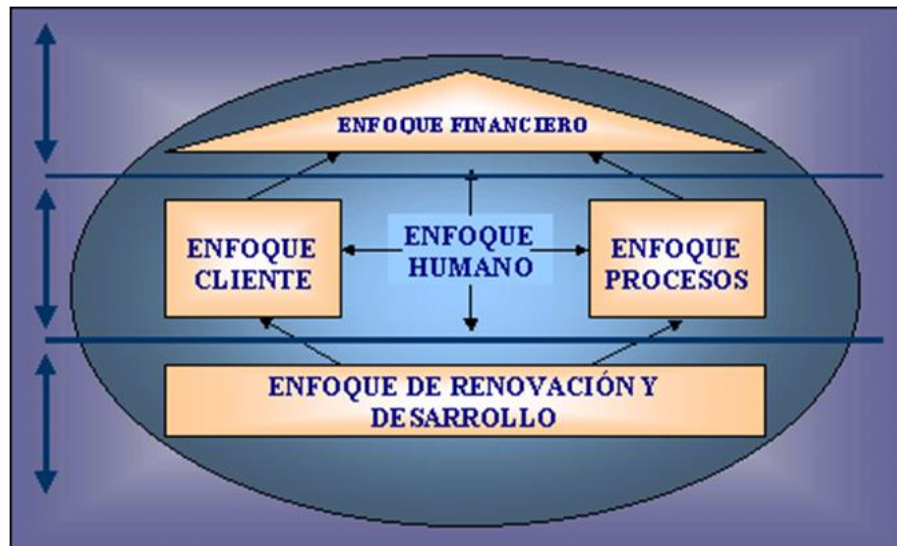 ENFOQUE FINANCIERO
ENFOQUE
CLIENTE
ENFOQUE
HUMANO
ENFOQUE
PROCESOS
ENFOQUE DE RENOVACIÓN Y
DESARROLLO